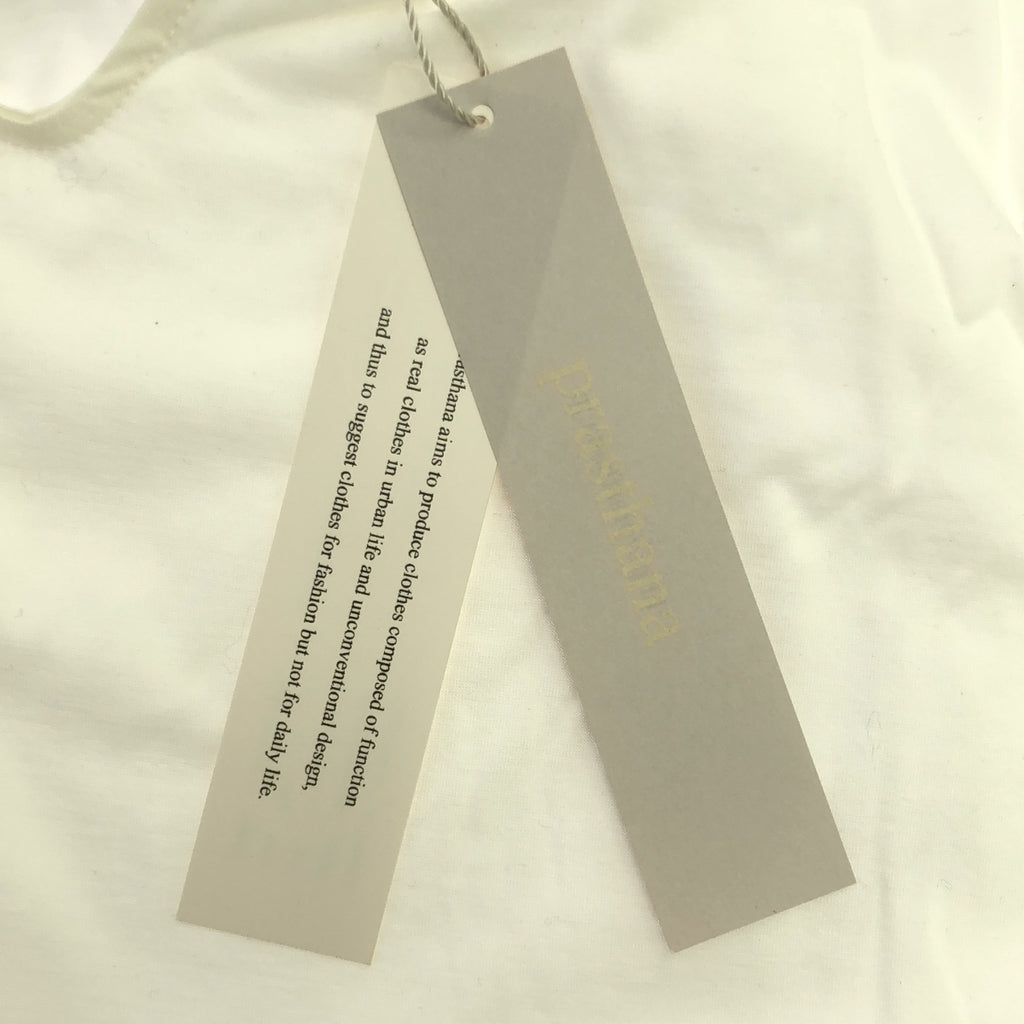 prasthana
asthana aims to produce clothes composed of function
as real clothes in urban life and unconventional design,
and thus to suggest clothes for fashion but not for daily life.